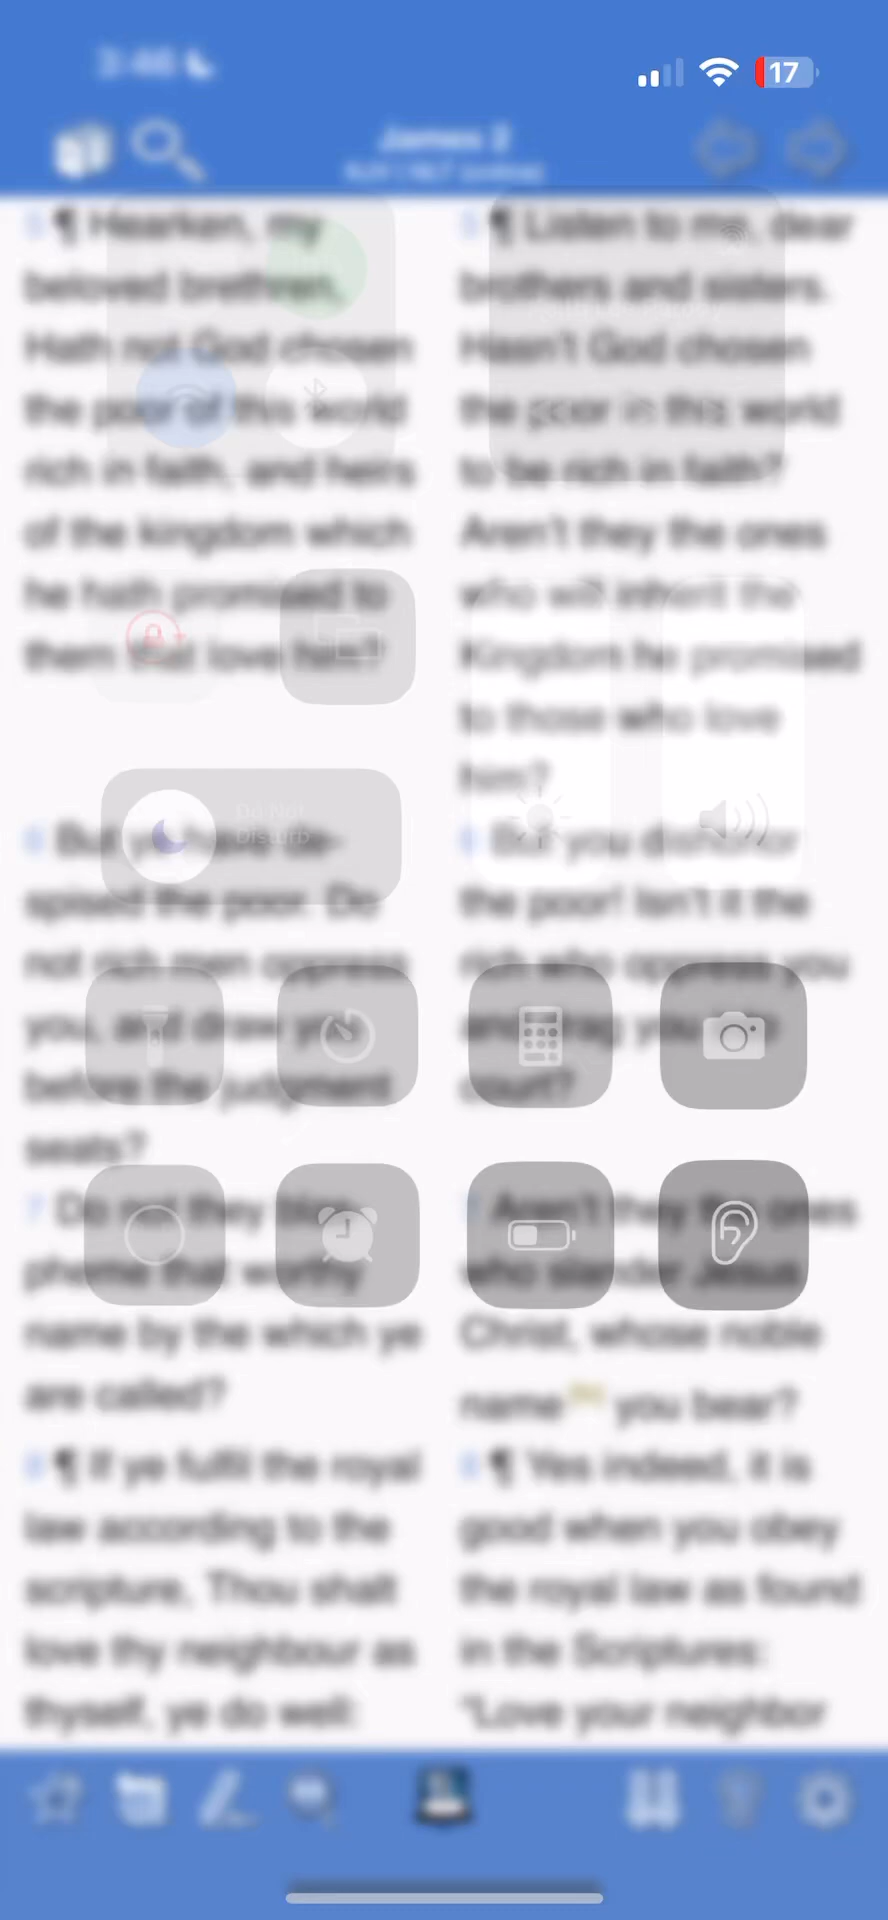 3:46
17
James 2
KJV | NLT (online)
5 ¶ Hearken, my
beloved brethren,
Hath not God chosen
the poor of this world
rich in faith, and heirs
of the kingdom which
he hath promised to
them that love him?
6 But ye have de-
spised the poor. Do
not rich men oppress
you, and draw you
before the judgment
seats?
7 Do not they blas-
pheme that worthy
name by the which ye
are called?
8 ¶ If ye fulfil the royal
law according to the
scripture, Thou shalt
love thy neighbour as
thyself, ye do well:
5 ¶ Listen to me, dear
brothers and sisters.
Hasn't God chosen
the poor in this world
to be rich in faith?
Aren't they the ones
who will inherit the
Kingdom he promised
to those who love
him?
6 But you dishonor
the poor! Isn't it the
rich who oppress you
and drag you into
court?
7 Aren't they the ones
who slander Jesus
Christ, whose noble
name you bear?
8 ¶ Yes indeed, it is
good when you obey
the royal law as found
in the Scriptures:
"Love your neighbor
Do Not
Disturb